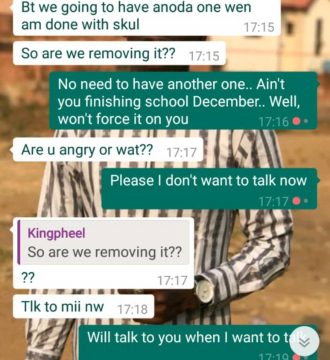 Bt we going to have anoda one wen
am done with skul
17:15
So are we removing it??
17:15
No need to have another one.. Ain't
you finishing school December.. Well,
won't force it on you
17:16
Are u angry or wat??
17:17
Please I don't want to talk now
17:17
Kingpheel
So are we removing it??
??
17:17
Tlk to mii nw
17:18
Will talk to you when I want to
17:19